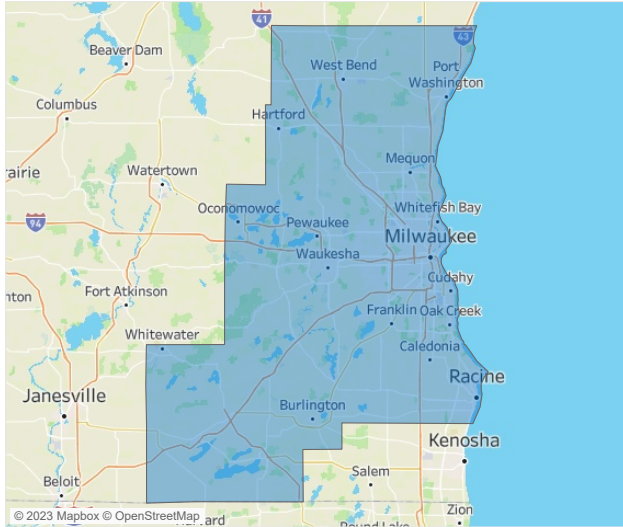 41
43
Beaver Dam
West Bend
Port
Washington
Columbus
Hartford
rairie
Watertown
Mequon
Oconomowoc
Whitefish Bay
94
Pewaukee
Milwaukee
Waukesha
Cudahy
Fort Atkinson
nton
Franklin
Oak Creek
Whitewater
Caledonia
Janesville
Racine
Burlington
Kenosha
Salem
Beloit
Zion
© 2023 Mapbox © OpenStreetMap